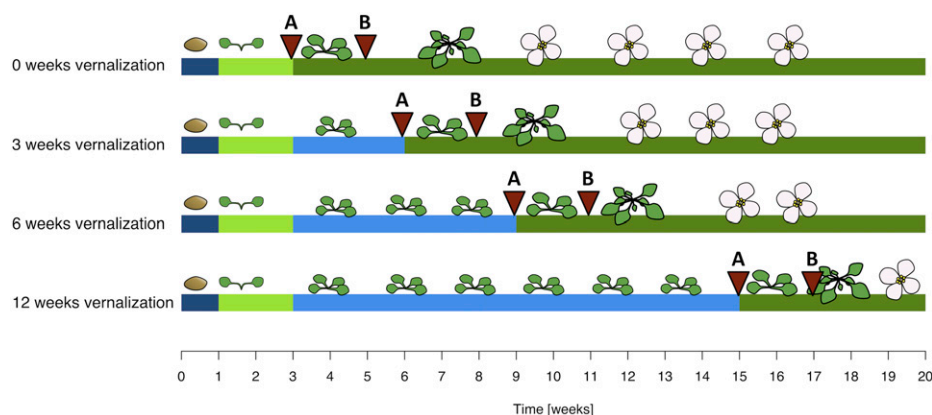 A B
0 weeks vernalization
A B
3 weeks vernalization
A B
6 weeks vernalization
A B
12 weeks vernalization
0 1 2 3 4 5 6 7 8 9 10 11 12 13 14 15 16 17 18 19 20
Time [weeks]